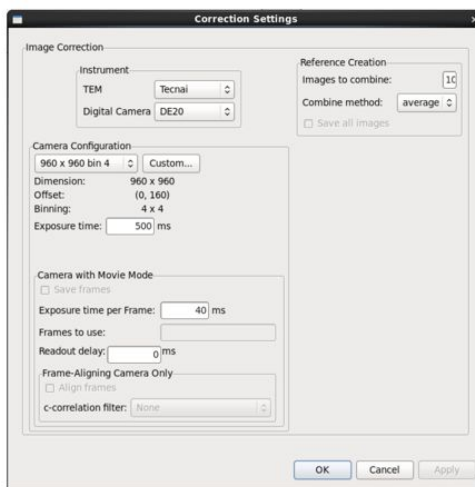 Correction Settings
Image Correction
Instrument
TEM Tecnai
Digital Camera DE20
Reference Creation
Images to combine: 10
Combine method: average
Save all images
Camera Configuration
960 x 960 bin 4 Custom...
Dimension: 960 x 960
Offset: (0, 160)
Binning: 4 x 4
Exposure time: 500 ms
Camera with Movie Mode
Save frames
Exposure time per Frame: 40 ms
Frames to use:
Readout delay: 0 ms
Frame-Aligning Camera Only
Align frames
c-correlation filter: None
OK Cancel Apply